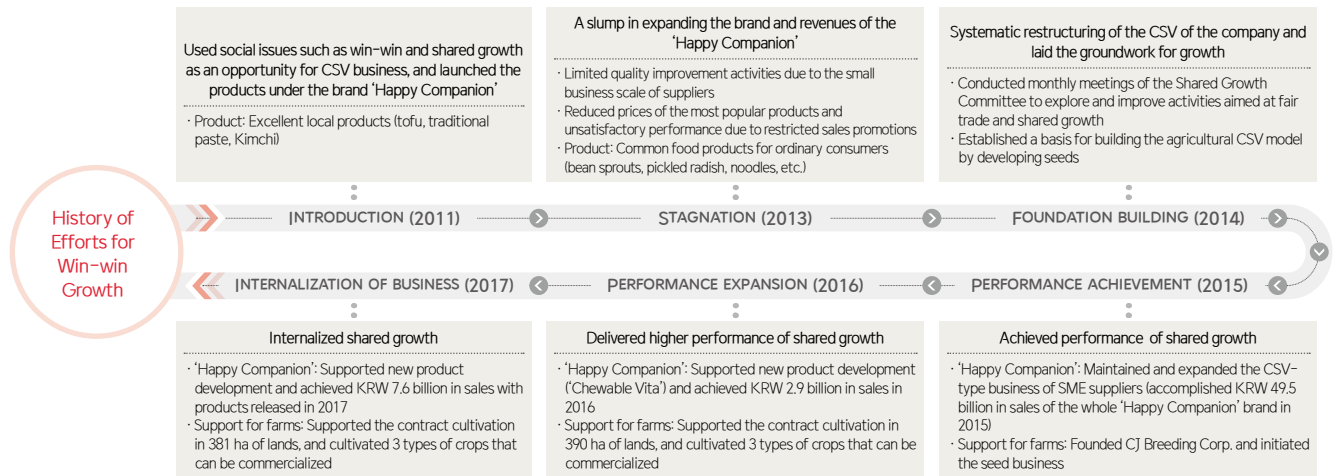 History of
Efforts for
Win-win
Growth
Used social issues such as win-win and shared growth
as an opportunity for CSV business, and launched the
products under the brand ‘Happy Companion’
· Product: Excellent local products (tofu, traditional
paste, Kimchi)
INTRODUCTION (2011)
A slump in expanding the brand and revenues of the
‘Happy Companion’
· Limited quality improvement activities due to the small
business scale of suppliers
· Reduced prices of the most popular products and
unsatisfactory performance due to restricted sales promotions
· Product: Common food products for ordinary consumers
(bean sprouts, pickled radish, noodles, etc.)
STAGNATION (2013)
Systematic restructuring of the CSV of the company and
laid the groundwork for growth
· Conducted monthly meetings of the Shared Growth
Committee to explore and improve activities aimed at fair
trade and shared growth
· Established a basis for building the agricultural CSV model
by developing seeds
FOUNDATION BUILDING (2014)
PERFORMANCE ACHIEVEMENT (2015)
Achieved performance of shared growth
· ‘Happy Companion’: Maintained and expanded the CSV-
type business of SME suppliers (accomplished KRW 49.5
billion in sales of the whole ‘Happy Companion’ brand in
2015)
· Support for farms: Founded CJ Breeding Corp. and initiated
the seed business
PERFORMANCE EXPANSION (2016)
Delivered higher performance of shared growth
· ‘Happy Companion’: Supported new product development
(‘Chewable Vita’) and achieved KRW 2.9 billion in sales in
2016
· Support for farms: Supported the contract cultivation in
390 ha of lands, and cultivated 3 types of crops that can be
commercialized
INTERNALIZATION OF BUSINESS (2017)
Internalized shared growth
· ‘Happy Companion’: Supported new product
development and achieved KRW 7.6 billion in sales with
products released in 2017
· Support for farms: Supported the contract cultivation
in 381 ha of lands, and cultivated 3 types of crops that
can be commercialized